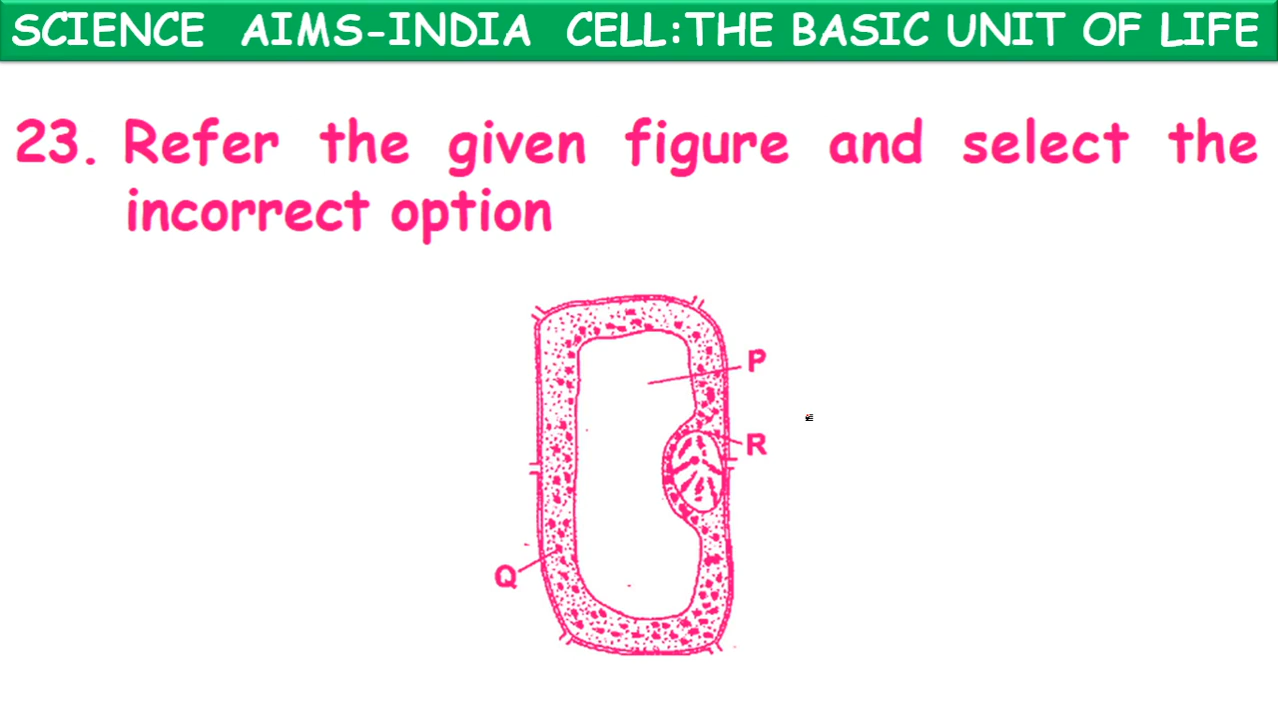 SCIENCE AIMS-INDIA CELL:THE BASIC UNIT OF LIFE
23. Refer the given figure and select the
incorrect option
P
R
Q